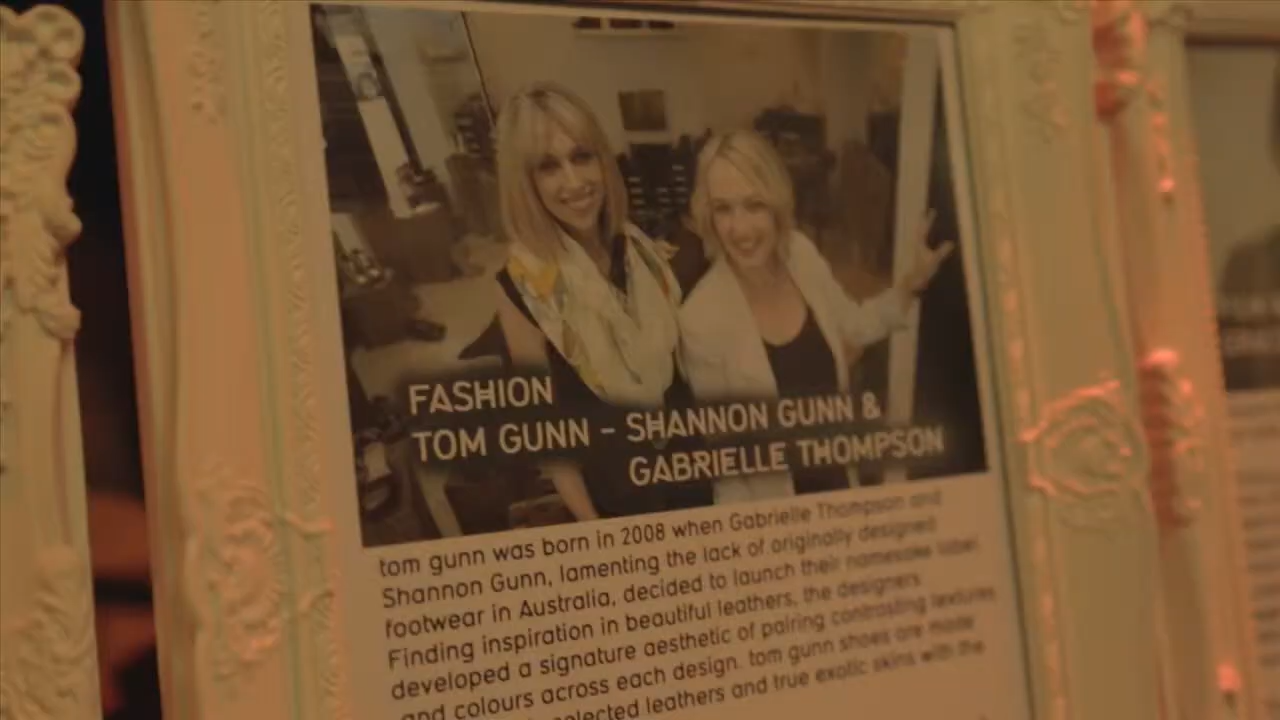 FASHION
TOM GUNN - SHANNON GUNN &
GABRIELLE THOMPSON
tom gunn was born in 2008 when Gabrielle Thompson and
Shannon Gunn, lamenting the lack of originally designed
footwear in Australia, decided to launch their namesake label.
Finding inspiration in beautiful leathers, the designers
developed a signature aesthetic of pairing contrasting textures
and colours across each design. tom gunn shoes are made
selected leathers and true exotic skins with the